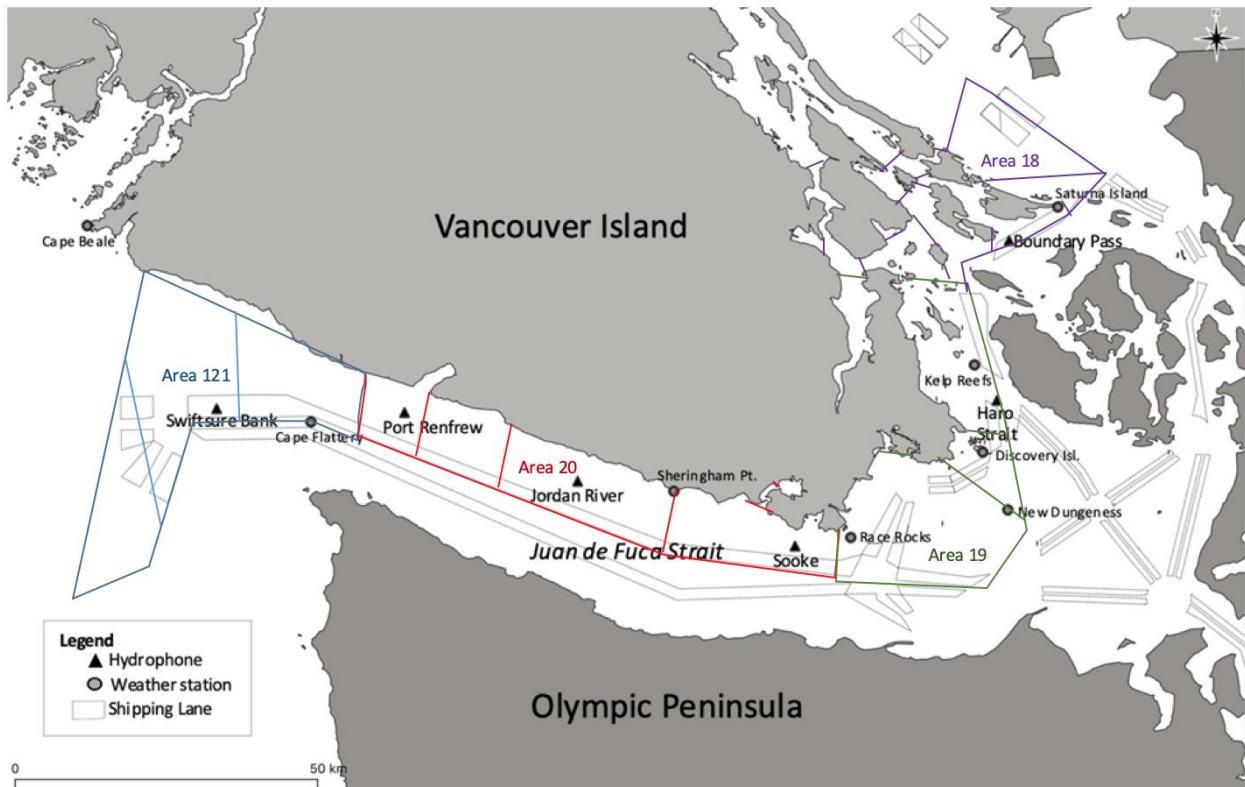 N
Area 18
Saturna Island
Vancouver Island
Cape Beale
Boundary Pass
Area 121
Kelp Reefs
Swiftsure Bank
Cape Flattery
Port Renfrew
Haro
Strait
Discovery Isl.
Area 20
Sheringham Pt.
Jordan River
New Dungeness
Race Rocks
Juan de Fuca Strait
Sooke
Area 19
Legend
Hydrophone
Weather station
Shipping Lane
Olympic Peninsula
0
50 km